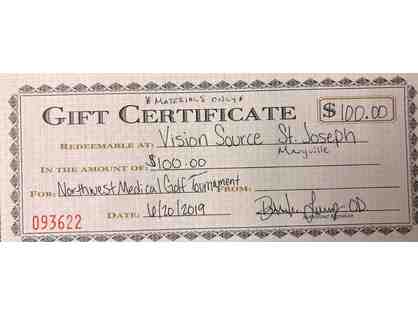 * MATERIALS ONLY *
GIFT CERTIFICATE $100.00
REDEEMABLE AT: Vision Source St. Joseph
Maryville
IN THE AMOUNT OF: $100.00
FOR: Northwest Medical Golf Tournament FROM:
093622 DATE: 6/20/2019 OD